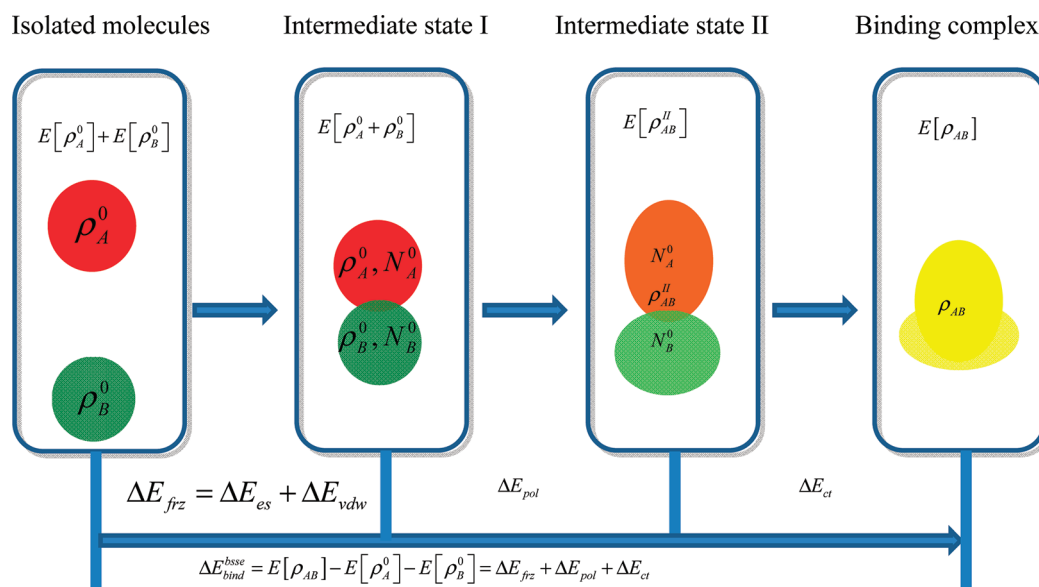 Isolated molecules
Intermediate state I
Intermediate state II
Binding complex
E[ρ_A^0]+E[ρ_B^0]
E[ρ_A^0+ρ_B^0]
E[ρ_AB^II]
E[ρ_AB]
ρ_A^0
ρ_B^0
ρ_A^0, N_A^0
ρ_B^0, N_B^0
N_A^0
ρ_AB^II
N_B^0
ρ_AB
ΔE_frz = ΔE_es + ΔE_vdw
ΔE_pol
ΔE_ct
ΔE_bind^bsse = E[ρ_AB]−E[ρ_A^0]−E[ρ_B^0]=ΔE_frz+ΔE_pol+ΔE_ct